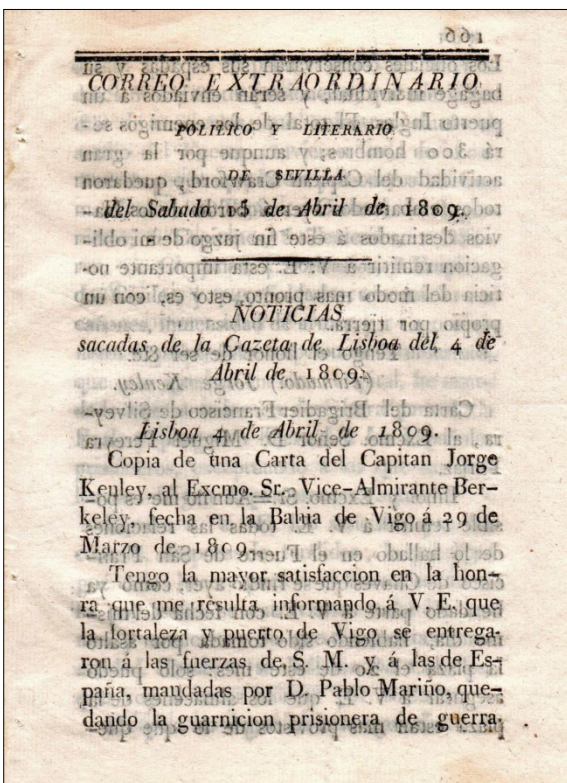 CORREO EXTRAORDINARIO
POLITICO Y LITERARIO
DE SEVILLA
del Sabado 15 de Abril de 1809.
NOTICIAS
sacadas de la Gazeta de Lisboa del 4 de
Abril de 1809.
Lisboa 4 de Abril de 1809.
Copia de una Carta del Capitan Jorge
Kenley, al Excmo. Sr. Vice-Almirante Ber-
keley, fecha en la Bahia de Vigo á 29 de
Marzo de 1809.
Tengo la mayor satisfaccion en la hon-
ra que me resulta, informando á V. E. que
la fortaleza y puerto de Vigo se entrega-
ron á las fuerzas de S. M. y á las de Es-
paña, mandadas por D. Pablo Mariño, que-
dando la guarnicion prisionera de guerra.